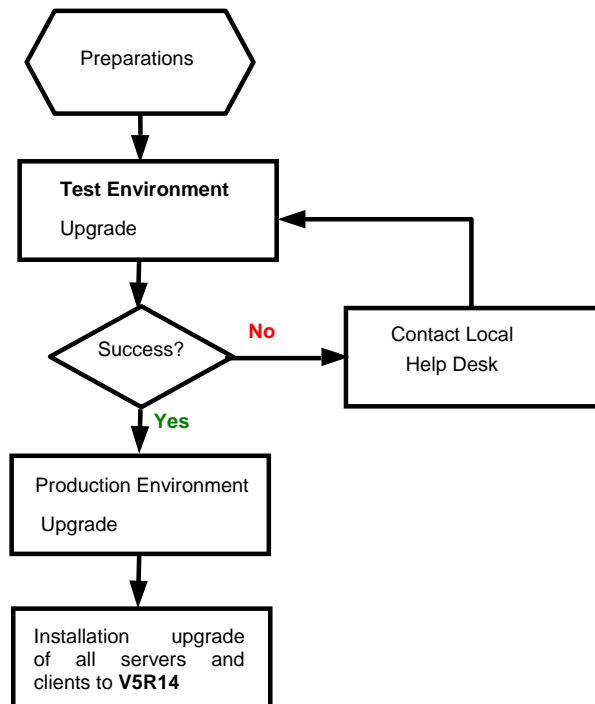 Preparations
Test Environment
Upgrade
Success?
No
Contact Local
Help Desk
Yes
Production Environment
Upgrade
Installation upgrade
of all servers and
clients to V5R14